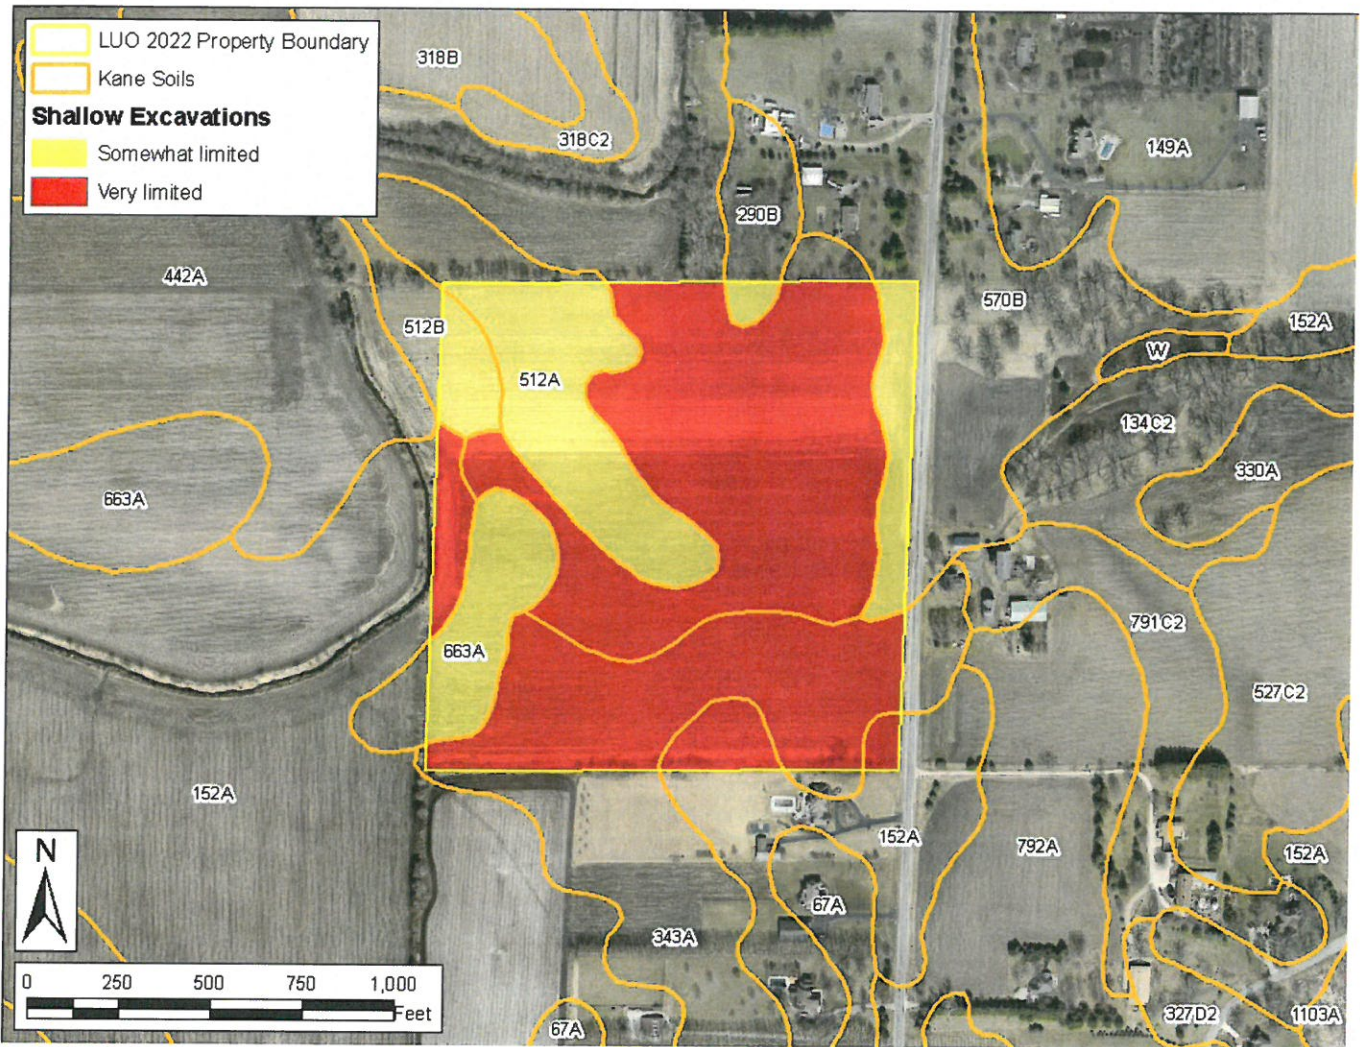 LUO 2022 Property Boundary
Kane Soils
Shallow Excavations
Somewhat limited
Very limited
318B
318C2
149A
290B
442A
570B
512B
152A
W
512A
134C2
330A
663A
791C2
663A
527C2
152A
152A
792A
152A
67A
343A
N
0 250 500 750 1,000
Feet
67A
327D2
1103A